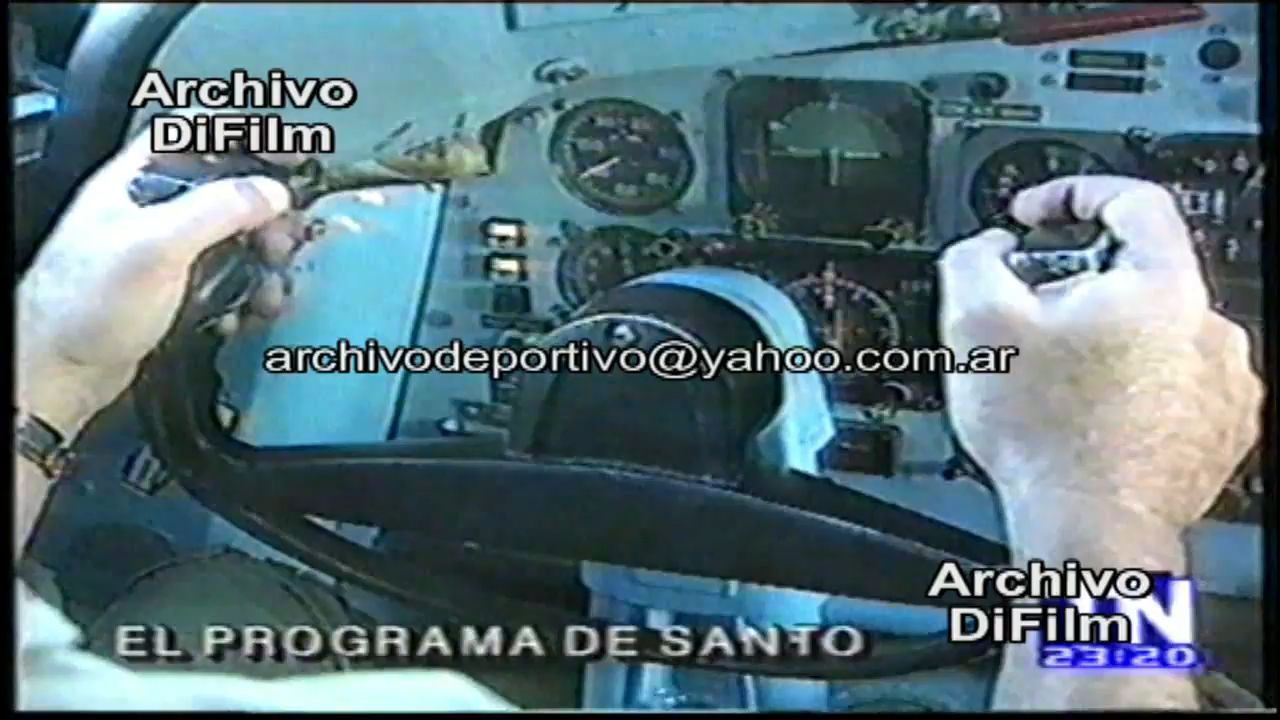 Archivo
DiFilm
archivodeportivo@yahoo.com.ar
Archivo
DiFilm
N
EL PROGRAMA DE SANTO
23:20